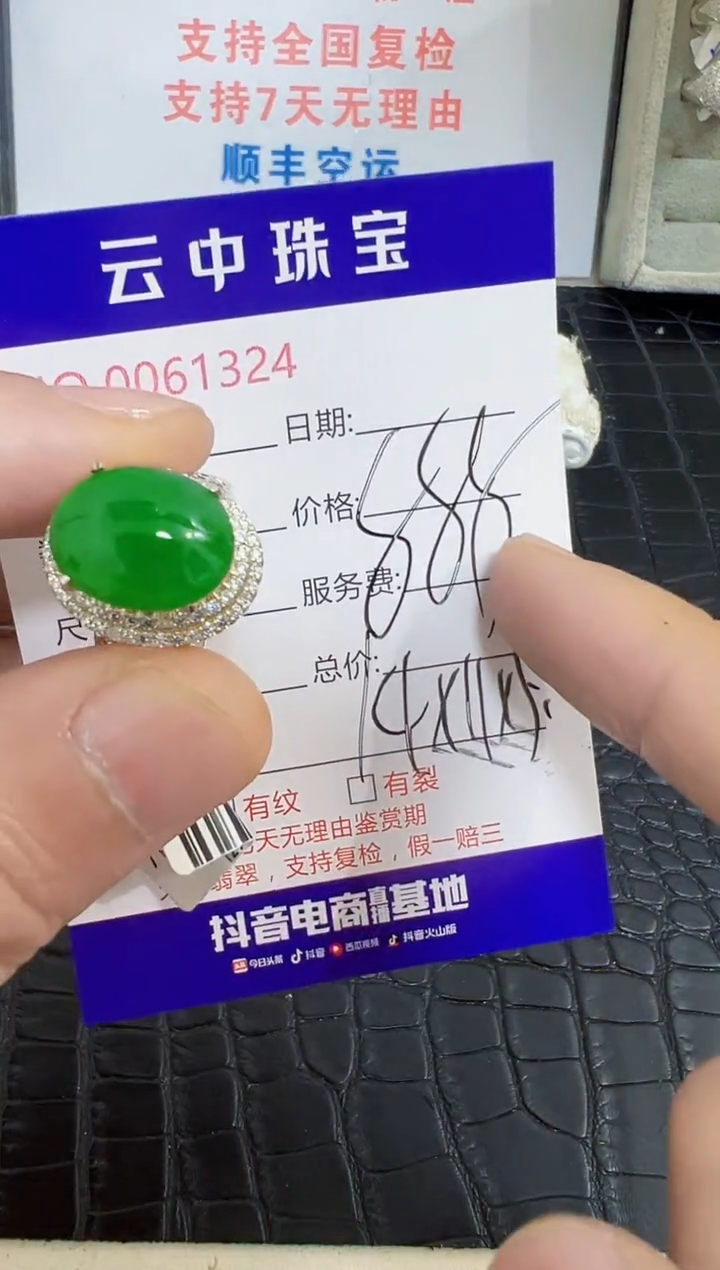 支持全国复检
支持7天无理由
顺丰空运
云中珠宝
0061324
日期:
价格:
服务费:
尺
总价:
有纹
有裂
天无理由鉴赏期
翡翠，支持复检，假一赔三
抖音电商直播基地
今日头条 抖音 西瓜视频 抖音火山版